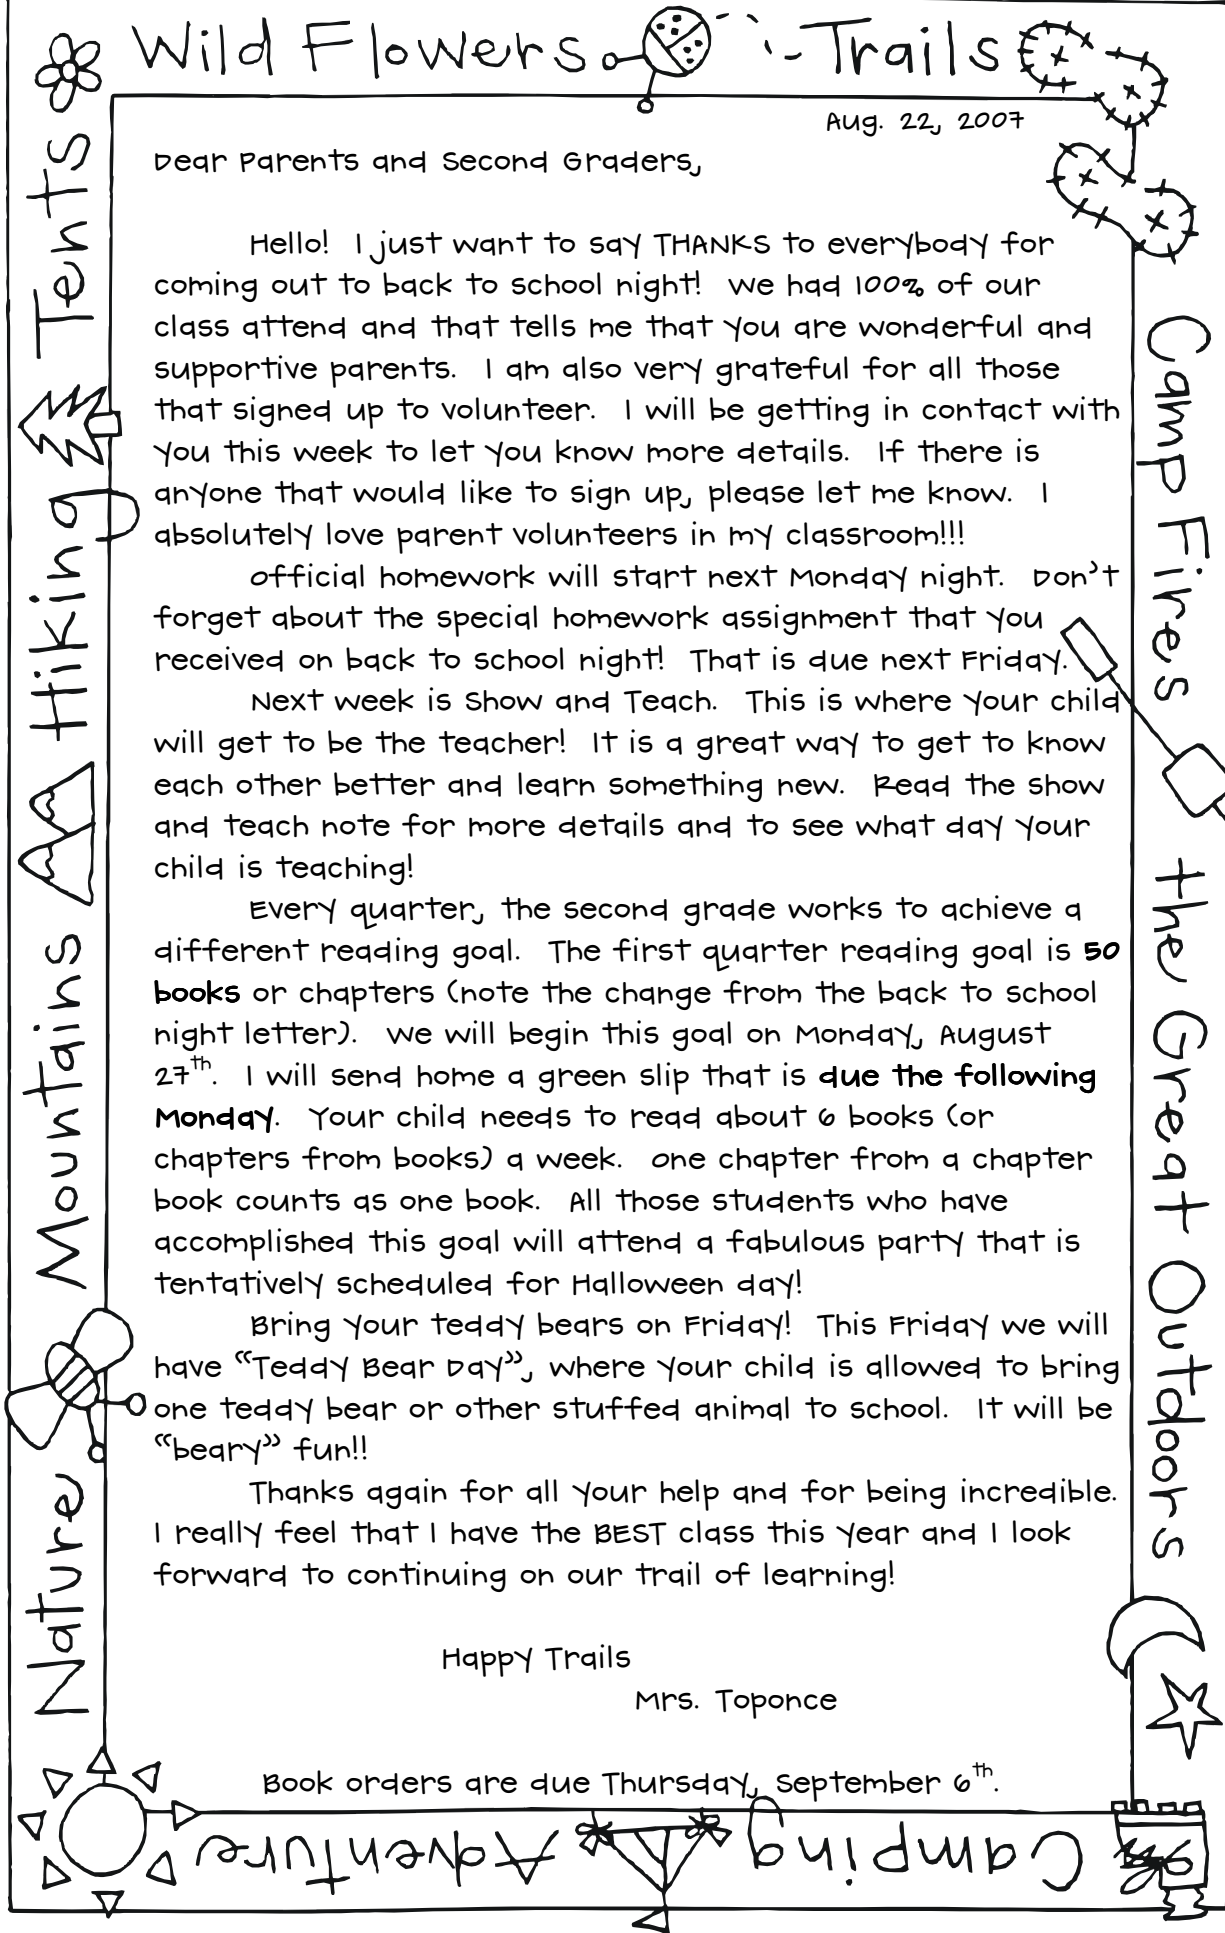 Wild Flowers Trails
Aug. 22, 2007
Dear Parents and Second Graders,
Hello! I just want to say THANKS to everybody for
coming out to back to school night! We had 100% of our
class attend and that tells me that you are wonderful and
supportive parents. I am also very grateful for all those
that signed up to volunteer. I will be getting in contact with
you this week to let you know more details. If there is
anyone that would like to sign up, please let me know. I
absolutely love parent volunteers in my classroom!!!
Official homework will start next Monday night. Don't
forget about the special homework assignment that you
received on back to school night! That is due next Friday.
Next week is Show and Teach. This is where your child
will get to be the teacher! It is a great way to get to know
each other better and learn something new. Read the show
and teach note for more details and to see what day your
child is teaching!
Every quarter, the second grade works to achieve a
different reading goal. The first quarter reading goal is 50
books or chapters (note the change from the back to school
night letter). We will begin this goal on Monday, August
27th. I will send home a green slip that is due the following
Monday. Your child needs to read about 6 books (or
chapters from books) a week. One chapter from a chapter
book counts as one book. All those students who have
accomplished this goal will attend a fabulous party that is
tentatively scheduled for Halloween day!
Bring your teddy bears on Friday! This Friday we will
have “Teddy Bear Day”, where your child is allowed to bring
one teddy bear or other stuffed animal to school. It will be
“beary” fun!!
Thanks again for all your help and for being incredible.
I really feel that I have the BEST class this year and I look
forward to continuing on our trail of learning!
Happy Trails
Mrs. Toponce
Book orders are due Thursday, September 6th.
Camp Fires the Great Outdoors
Camping Adventure
Nature Mountains Hiking Tents